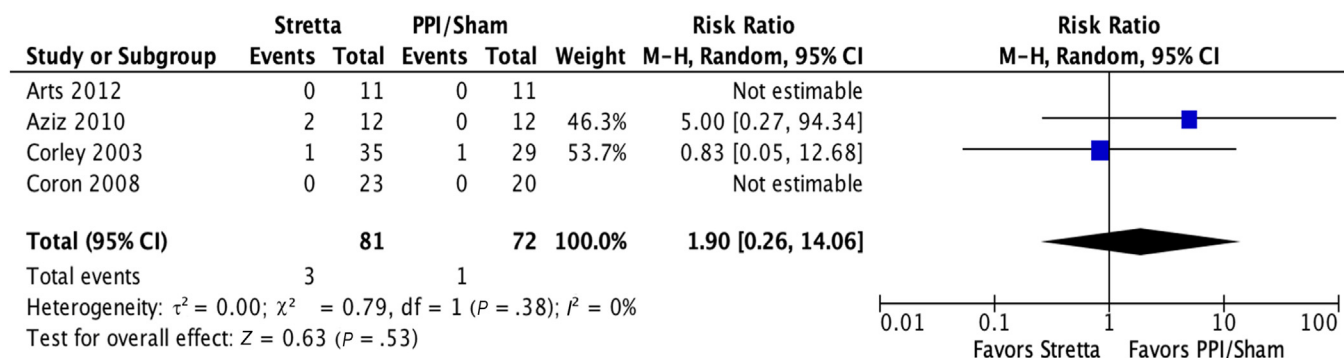 Stretta PPI/Sham Risk Ratio Risk Ratio
Study or Subgroup Events Total Events Total Weight M-H, Random, 95% CI M-H, Random, 95% CI
Arts 2012 0 11 0 11 Not estimable
Aziz 2010 2 12 0 12 46.3% 5.00 [0.27, 94.34]
Corley 2003 1 35 1 29 53.7% 0.83 [0.05, 12.68]
Coron 2008 0 23 0 20 Not estimable
Total (95% CI) 81 72 100.0% 1.90 [0.26, 14.06]
Total events 3 1
Heterogeneity: τ² = 0.00; χ² = 0.79, df = 1 (P = .38); I² = 0%
Test for overall effect: Z = 0.63 (P = .53)
0.01 0.1 1 10 100
Favors Stretta Favors PPI/Sham